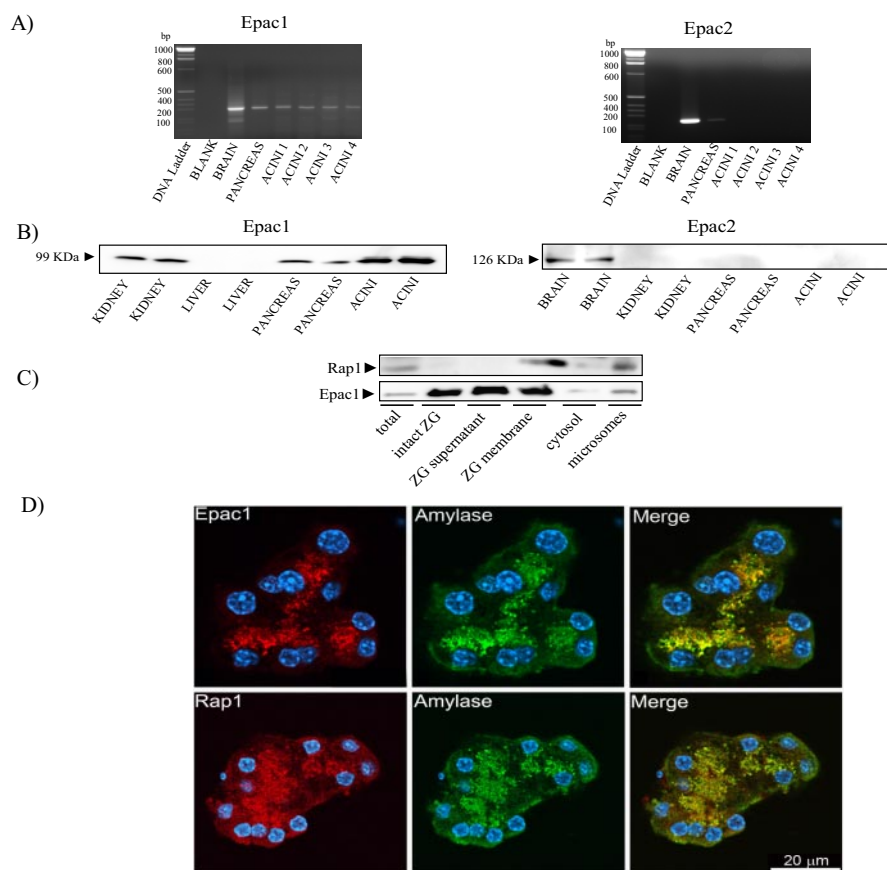 A)
Epac1
Epac2
bp
1000
800
600
500
400
200
100
bp
1000
800
600
500
400
200
100
DNA Ladder
BLANK
BRAIN
PANCREAS
ACINI 1
ACINI 2
ACINI 3
ACINI 4
DNA Ladder
BLANK
BRAIN
PANCREAS
ACINI 1
ACINI 2
ACINI 3
ACINI 4
B)
Epac1
Epac2
99 KDa
126 KDa
KIDNEY
KIDNEY
LIVER
LIVER
PANCREAS
PANCREAS
ACINI
ACINI
BRAIN
BRAIN
KIDNEY
KIDNEY
PANCREAS
PANCREAS
ACINI
ACINI
C)
Rap1
Epac1
total
intact ZG
ZG supernatant
ZG membrane
cytosol
microsomes
D)
Epac1
Amylase
Merge
Rap1
Amylase
Merge
20 μm